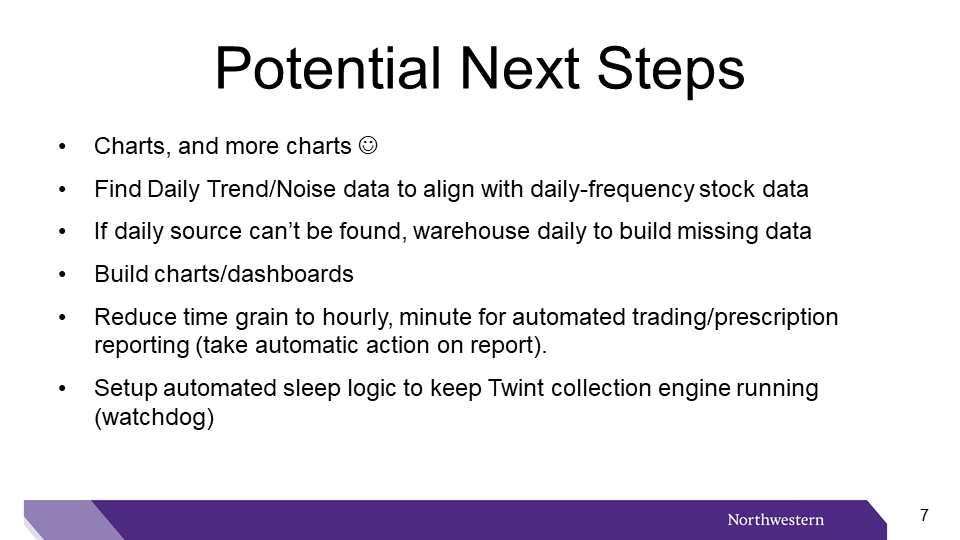 Potential Next Steps
• Charts, and more charts ☺
• Find Daily Trend/Noise data to align with daily-frequency stock data
• If daily source can’t be found, warehouse daily to build missing data
• Build charts/dashboards
• Reduce time grain to hourly, minute for automated trading/prescription
reporting (take automatic action on report).
• Setup automated sleep logic to keep Twint collection engine running
(watchdog)
Northwestern
7